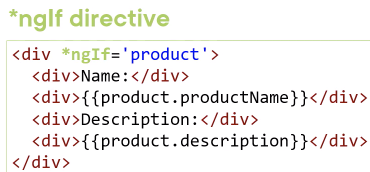 *ngIf directive
<div *ngIf='product'>
<div>Name:</div>
<div>{{product.productName}}</div>
<div>Description:</div>
<div>{{product.description}}</div>
</div>